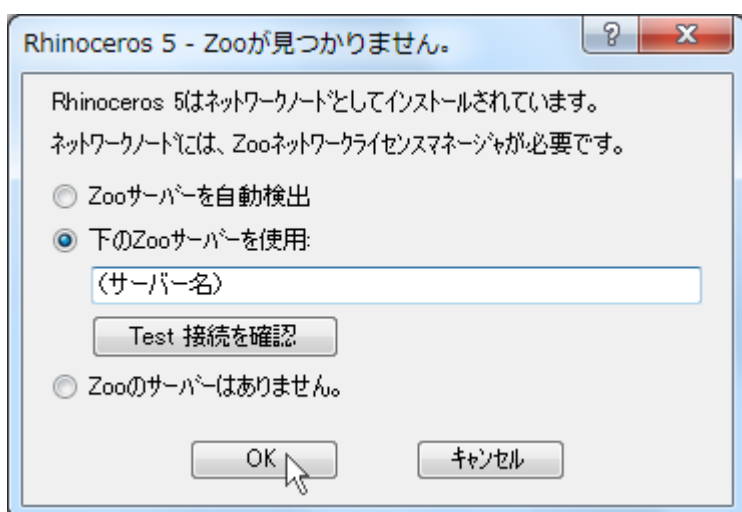 Rhinoceros 5 - Zooが見つかりません。
Rhinoceros 5はネットワークノードとしてインストールされています。
ネットワークノードには、Zooネットワークライセンスマネージャが必要です。
Zooサーバーを自動検出
下のZooサーバーを使用:
(サーバー名)
Test 接続を確認
Zooのサーバーはありません。
OK キャンセル